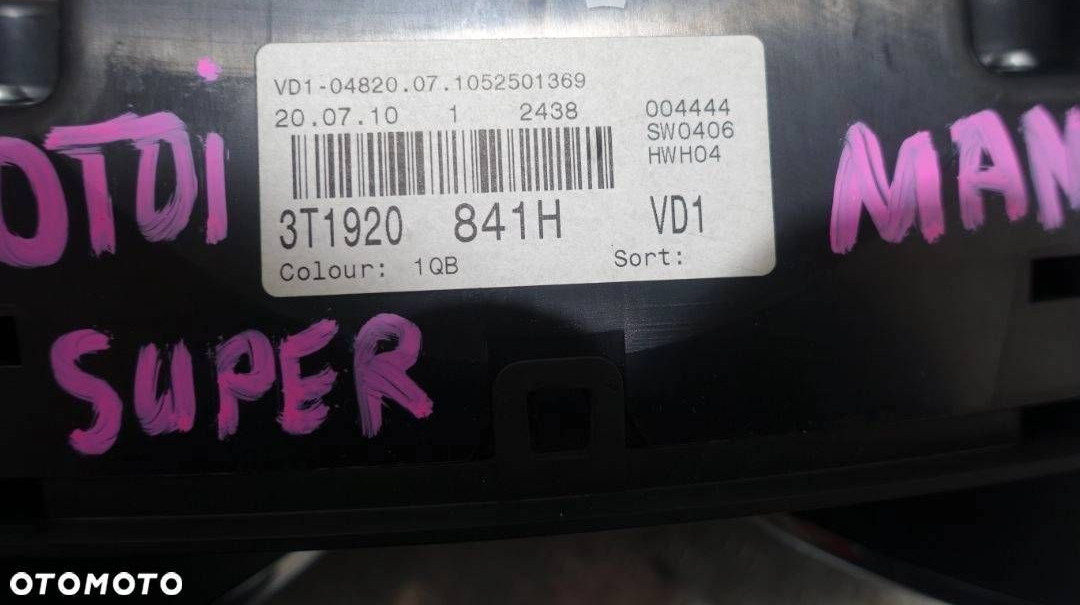 VD1-04820.07.1052501369
20.07.10 1 2438 004444
SW0406
HWH04
3T1920 841H VD1
Colour: 1QB Sort:
OTDI
MAN
SUPER
OTOMOTO